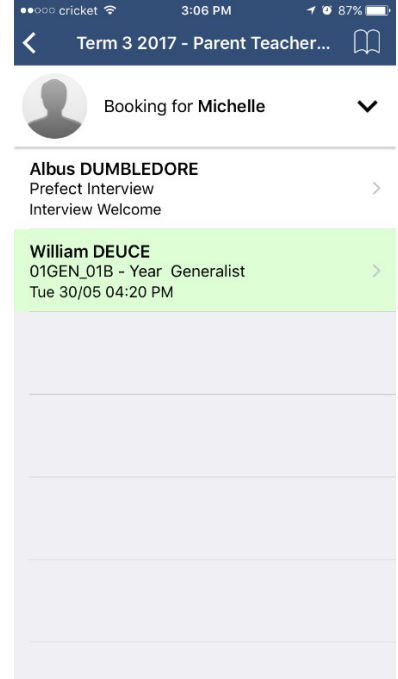 cricket 3:06 PM 87%
Term 3 2017 - Parent Teacher...
Booking for Michelle
Albus DUMBLEDORE
Prefect Interview
Interview Welcome
William DEUCE
01GEN_01B - Year  Generalist
Tue 30/05 04:20 PM